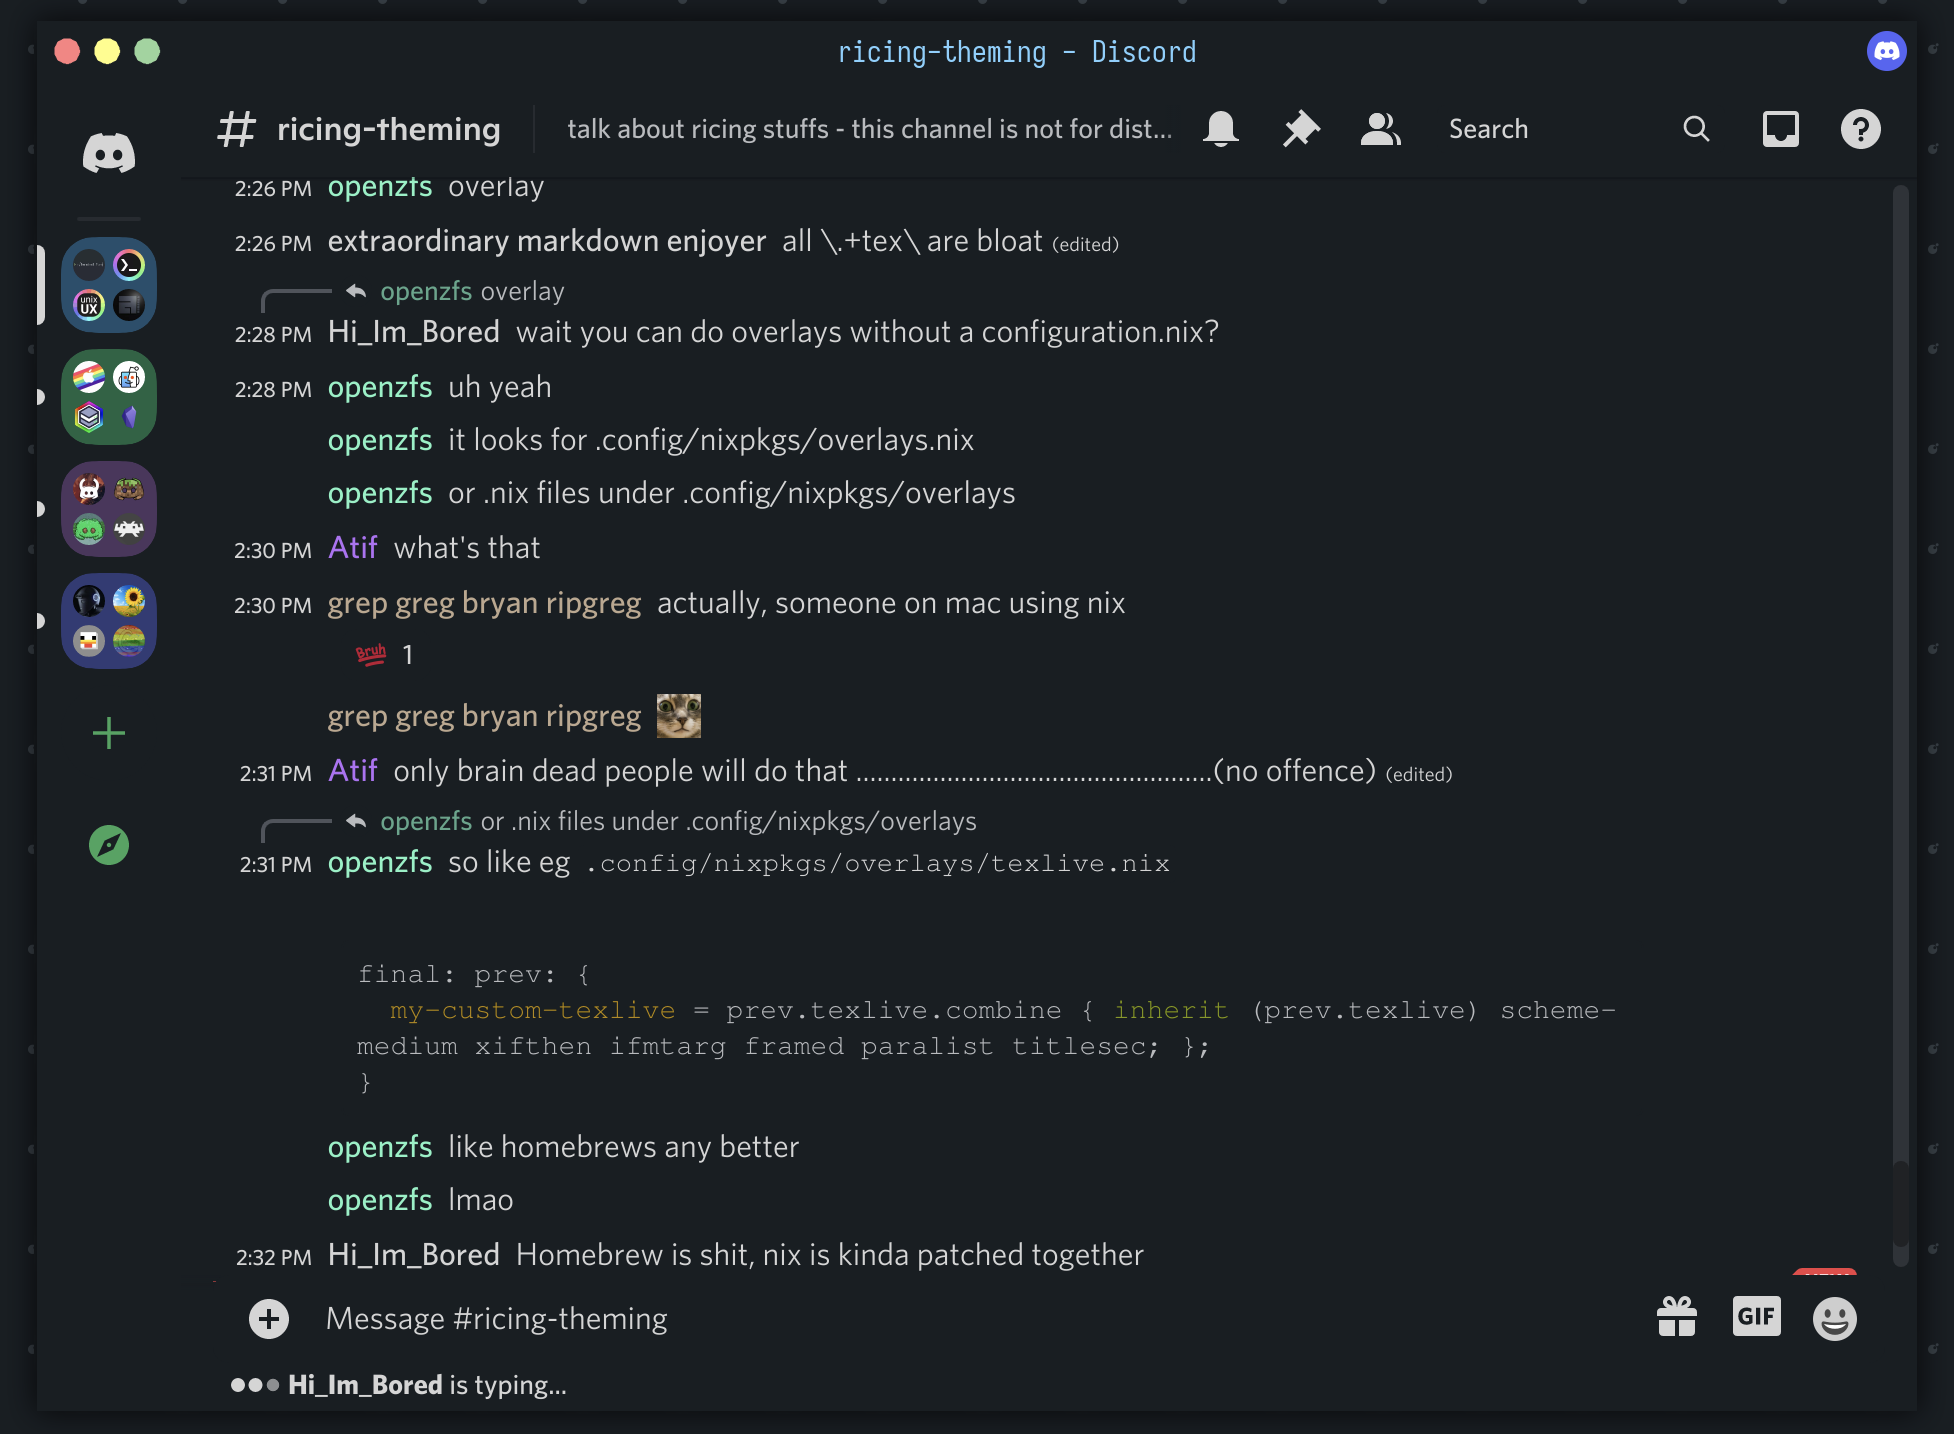 ricing-theming - Discord
# ricing-theming talk about ricing stuffs - this channel is not for dist... Search
2:26 PM openzfs overlay
2:26 PM extraordinary markdown enjoyer all \.+tex\ are bloat (edited)
openzfs overlay
2:28 PM Hi_Im_Bored wait you can do overlays without a configuration.nix?
2:28 PM openzfs uh yeah
openzfs it looks for .config/nixpkgs/overlays.nix
openzfs or .nix files under .config/nixpkgs/overlays
2:30 PM Atif what's that
2:30 PM grep greg bryan ripgreg actually, someone on mac using nix
Bruh 1
grep greg bryan ripgreg
2:31 PM Atif only brain dead people will do that ...................................................(no offence) (edited)
openzfs or .nix files under .config/nixpkgs/overlays
2:31 PM openzfs so like eg .config/nixpkgs/overlays/texlive.nix
final: prev: {
my-custom-texlive = prev.texlive.combine { inherit (prev.texlive) scheme-
medium xifthen ifmtarg framed paralist titlesec; };
}
openzfs like homebrews any better
openzfs lmao
2:32 PM Hi_Im_Bored Homebrew is shit, nix is kinda patched together
Message #ricing-theming GIF
Hi_Im_Bored is typing...
unix
UX